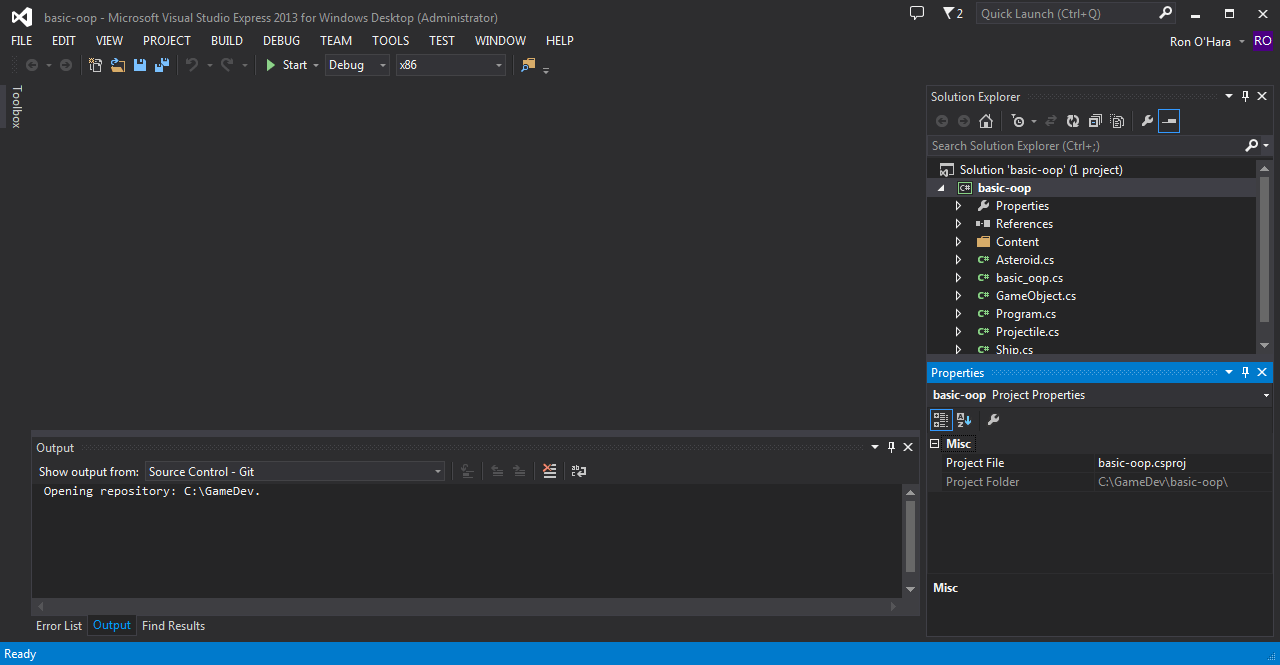 basic-oop - Microsoft Visual Studio Express 2013 for Windows Desktop (Administrator)
2
Quick Launch (Ctrl+Q)
FILE EDIT VIEW PROJECT BUILD DEBUG TEAM TOOLS TEST WINDOW HELP
Ron O'Hara
RO
Start
Debug
x86
Toolbox
Solution Explorer
Search Solution Explorer (Ctrl+;)
Solution 'basic-oop' (1 project)
C# basic-oop
Properties
References
Content
C# Asteroid.cs
C# basic_oop.cs
C# GameObject.cs
C# Program.cs
C# Projectile.cs
C# Ship.cs
Properties
basic-oop Project Properties
Misc
Project File basic-oop.csproj
Project Folder C:\GameDev\basic-oop\
Misc
Output
Show output from: Source Control - Git
Opening repository: C:\GameDev.
Error List Output Find Results
Ready